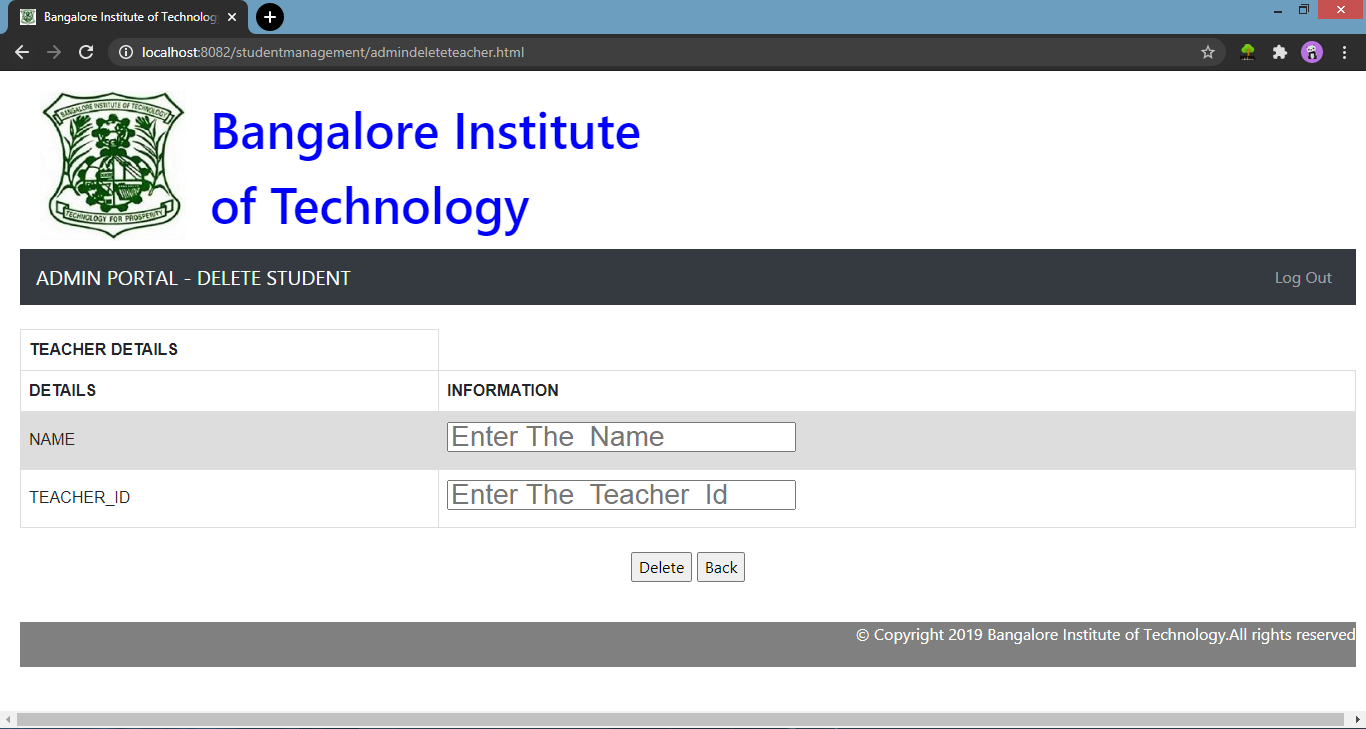 Bangalore Institute of Technolog
localhost:8082/studentmanagement/admindeleteteacher.html
BANGALORE INSTITUTE OF TECHNOLOGY
TECHNOLOGY FOR PROSPERITY
Bangalore Institute
of Technology
ADMIN PORTAL - DELETE STUDENT Log Out
TEACHER DETAILS
DETAILS INFORMATION
NAME Enter The  Name
TEACHER_ID Enter The  Teacher  Id
Delete Back
© Copyright 2019 Bangalore Institute of Technology.All rights reserved